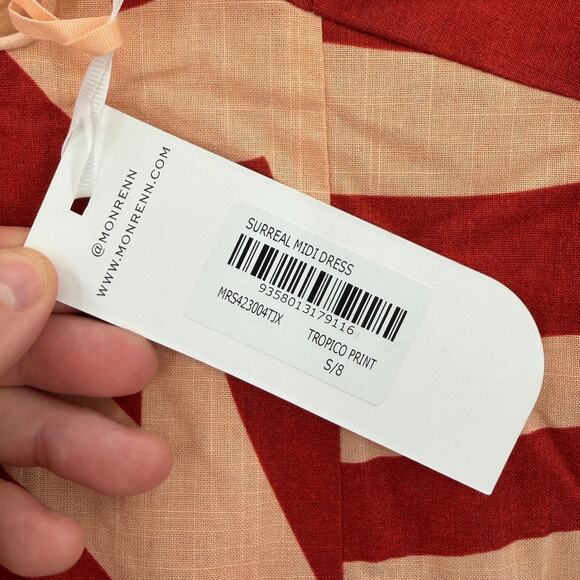 @MONRENN
WWW.MONRENN.COM
SURREAL MIDI DRESS
9358013179116
MRS423004TJX
TROPICO PRINT
S/8